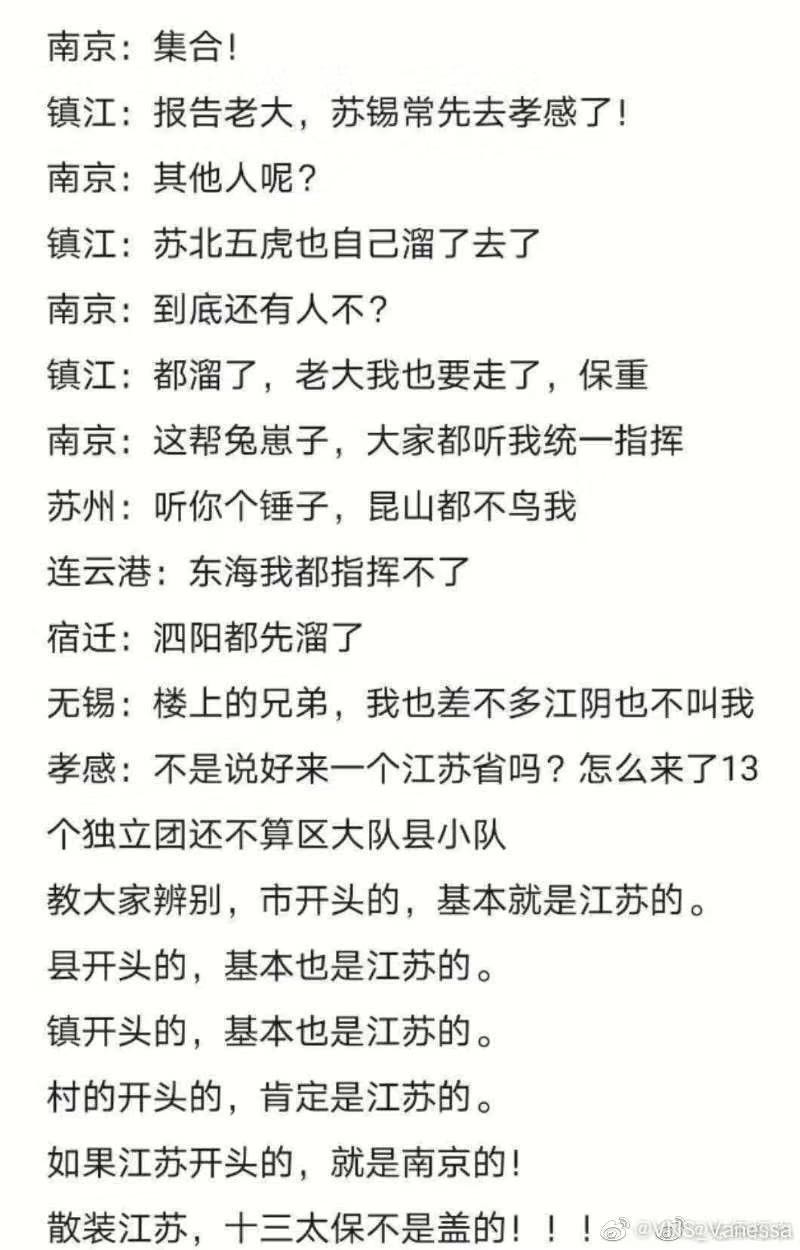 南京：集合！
镇江：报告老大，苏锡常先去孝感了！
南京：其他人呢？
镇江：苏北五虎也自己溜了去了
南京：到底还有人不？
镇江：都溜了，老大我也要走了，保重
南京：这帮兔崽子，大家都听我统一指挥
苏州：听你个锤子，昆山都不鸟我
连云港：东海我都指挥不了
宿迁：泗阳都先溜了
无锡：楼上的兄弟，我也差不多江阴也不叫我
孝感：不是说好来一个江苏省吗？怎么来了13
个独立团还不算区大队县小队
教大家辨别，市开头的，基本就是江苏的。
县开头的，基本也是江苏的。
镇开头的，基本也是江苏的。
村的开头的，肯定是江苏的。
如果江苏开头的，就是南京的！
散装江苏，十三太保不是盖的！！！